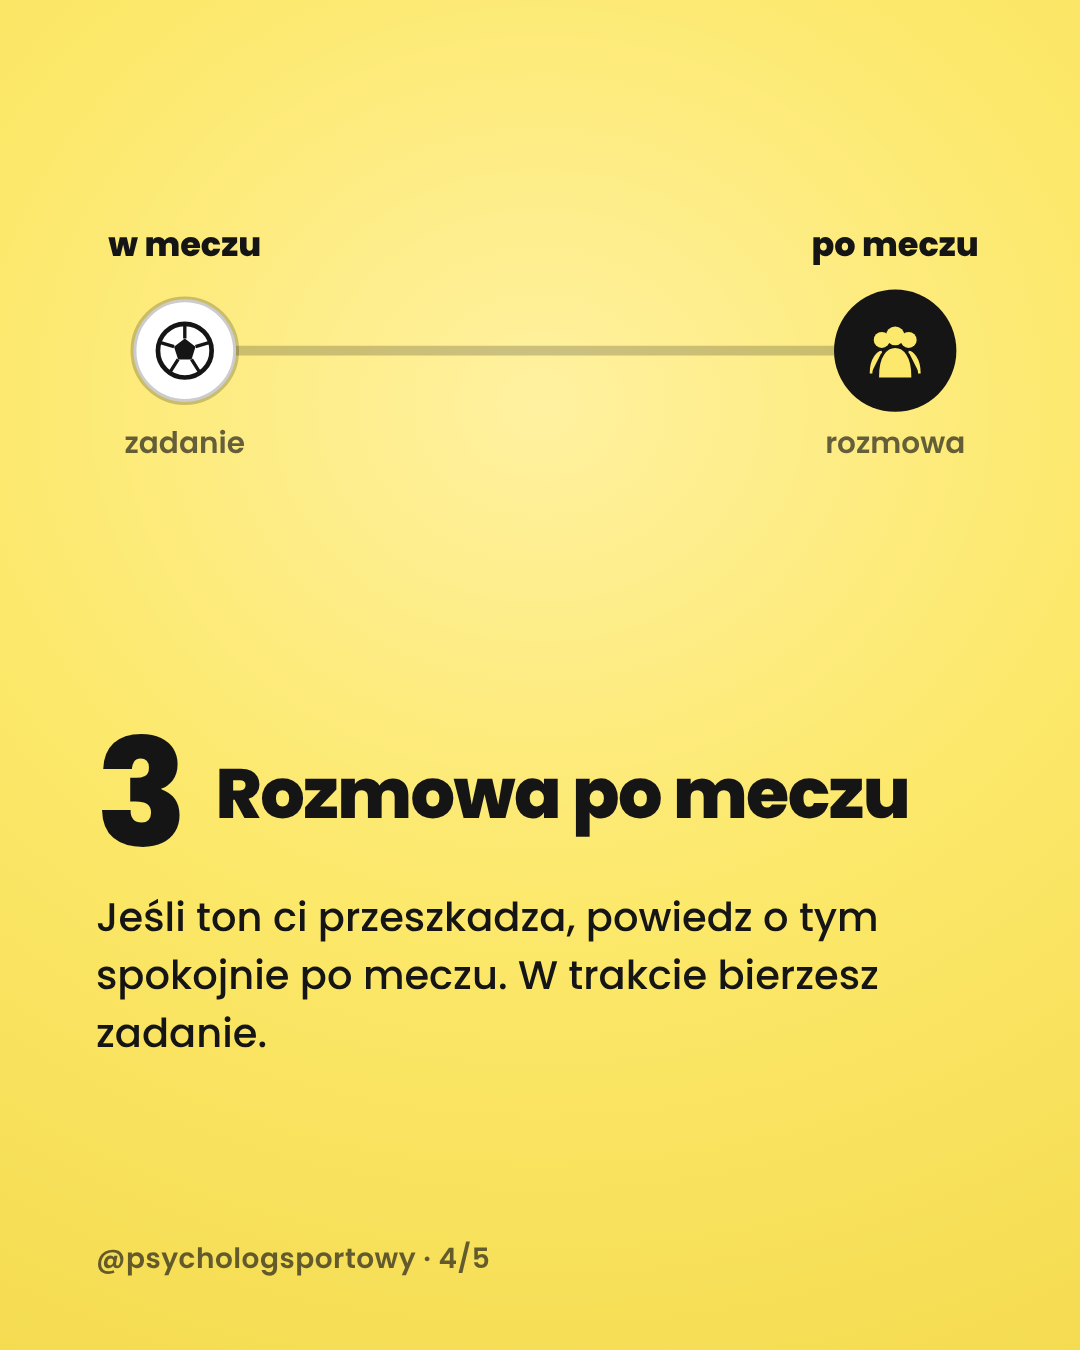 w meczu
po meczu
zadanie
rozmowa
3 Rozmowa po meczu
Jeśli ton ci przeszkadza, powiedz o tym
spokojnie po meczu. W trakcie bierzesz
zadanie.
@psychologsportowy · 4/5